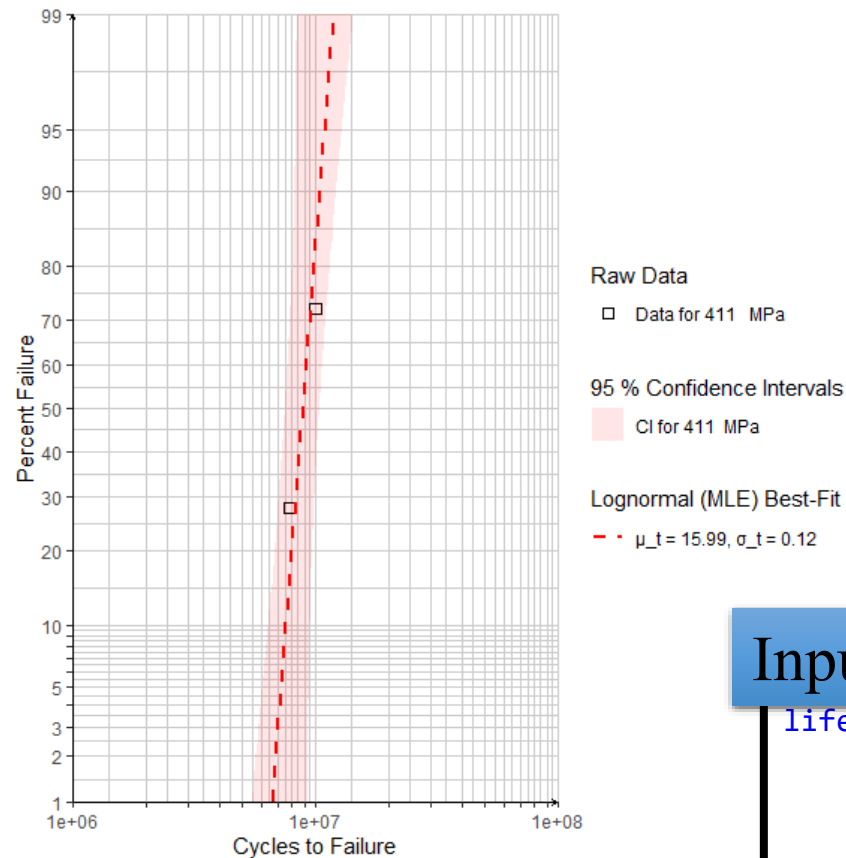 99
95
90
80
70
60
50
40
30
20
10
5
3
2
1
Percent Failure
1e+06 1e+07 1e+08
Cycles to Failure
Raw Data
Data for 411 MPa
95 % Confidence Intervals
CI for 411 MPa
Lognormal (MLE) Best-Fit
μ_t = 15.99, σ_t = 0.12